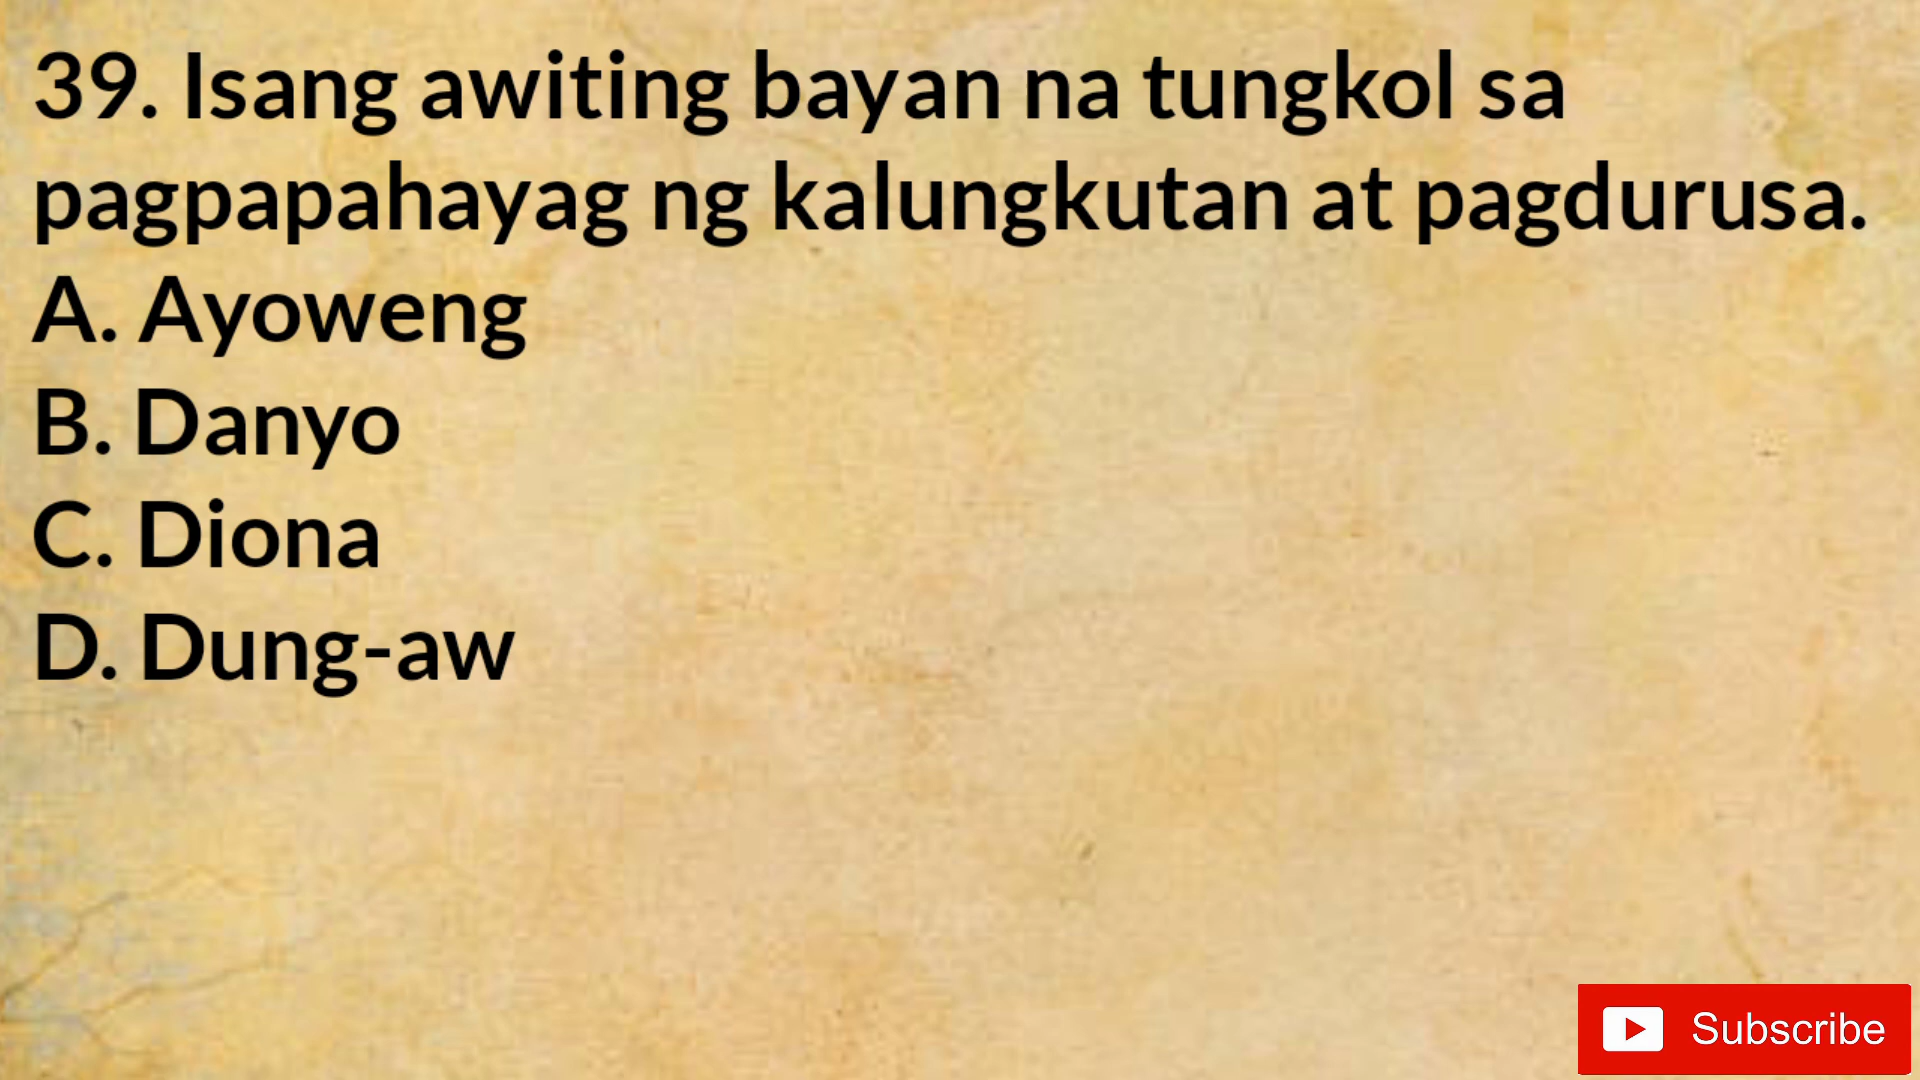 39. Isang awiting bayan na tungkol sa
pagpapahayag ng kalungkutan at pagdurusa.
A. Ayoweng
B. Danyo
C. Diona
D. Dung-aw
Subscribe